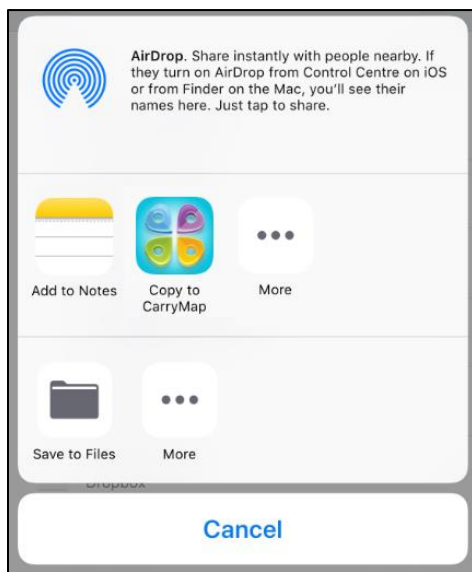 AirDrop. Share instantly with people nearby. If
they turn on AirDrop from Control Centre on iOS
or from Finder on the Mac, you'll see their
names here. Just tap to share.
Add to Notes
Copy to
CarryMap
More
Save to Files
More
Dropbox
Cancel